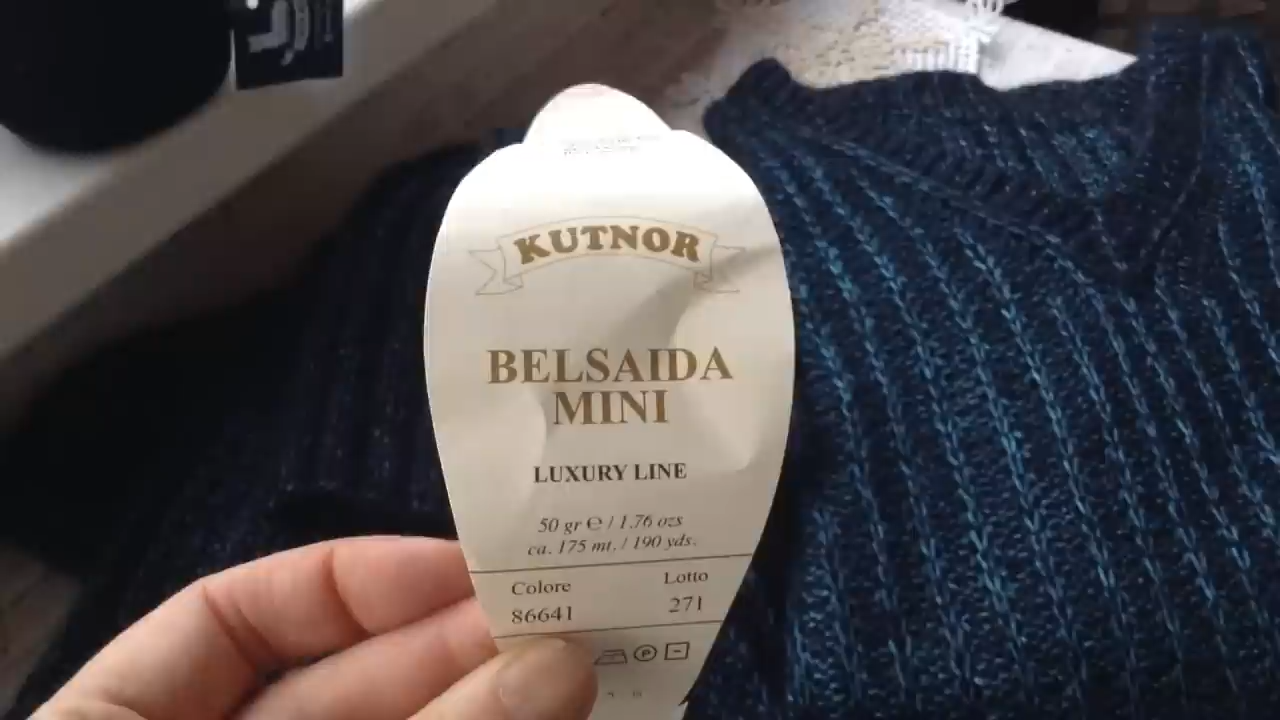 KUTNOR
BELSAIDA
MINI
LUXURY LINE
50 gr ℮ / 1.76 ozs
ca. 175 mt. / 190 yds.
Colore Lotto
86641 271
P